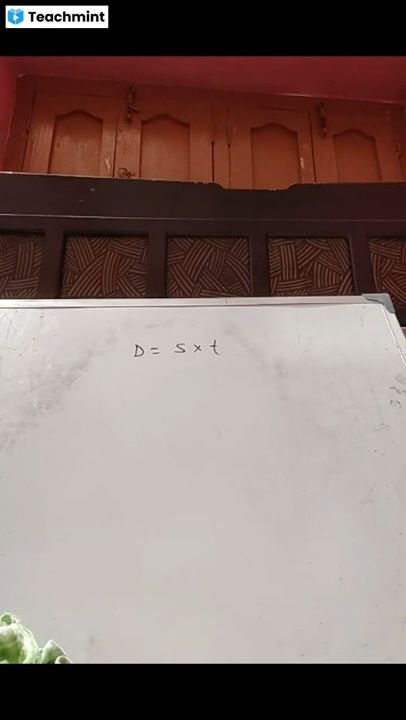 Teachmint
D = s × t